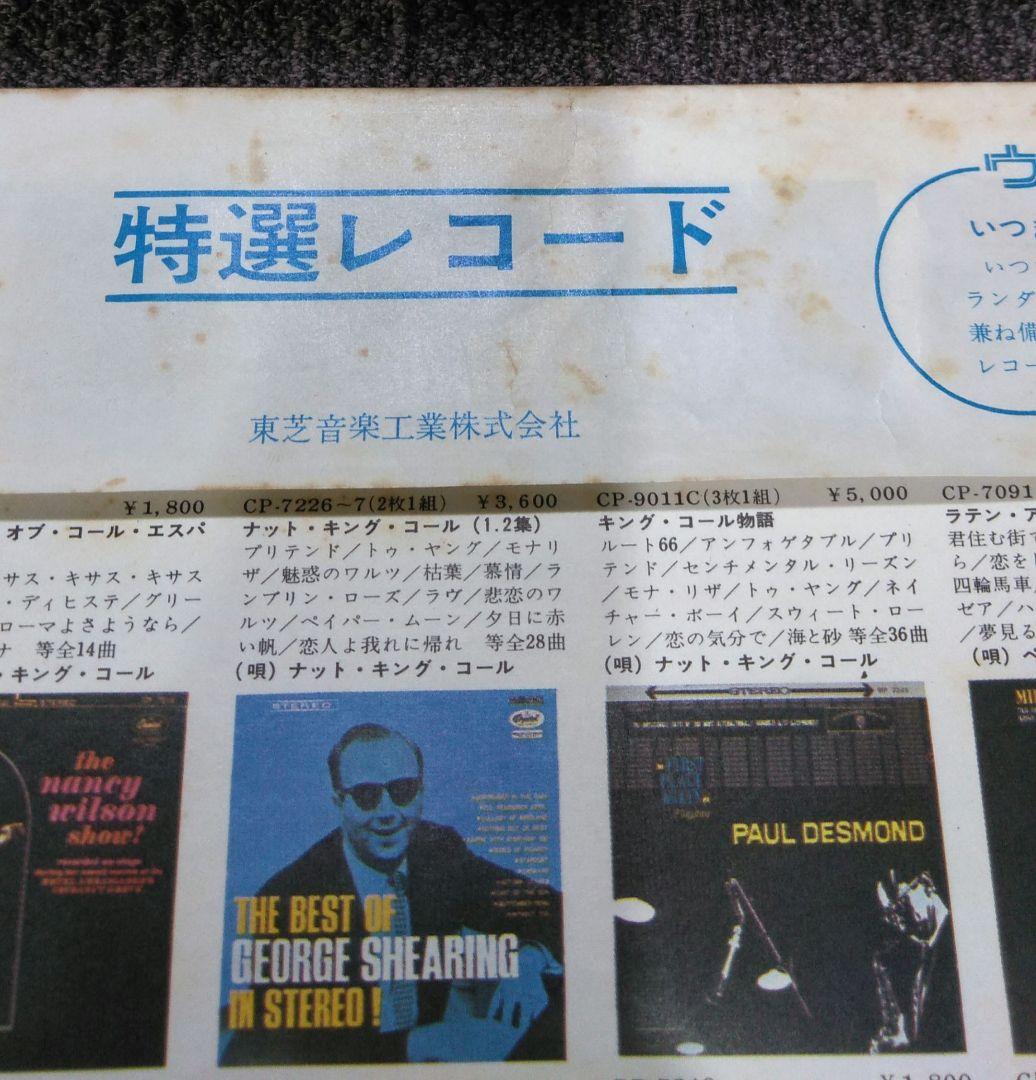 特選レコード
東芝音楽工業株式会社
ウ
いつ
いつ
ランダ
兼ね備
レコー
¥1,800
オブ・コール・エスパ
サス・キサス・キサス
・ディヒステ／グリー
ローマよさようなら／
ナ 等全14曲
・キング・コール
CP-7226~7(2枚1組) ¥3,600
ナット・キング・コール (1.2集)
プリテンド／トゥ・ヤング／モナリ
ザ／魅惑のワルツ／枯葉／慕情／ラ
ンブリン・ローズ／ラヴ／悲恋のワ
ルツ／ペイパー・ムーン／夕日に赤
い帆／恋人よ我れに帰れ 等全28曲
(唄) ナット・キング・コール
CP-9011C(3枚1組) ¥5,000
キング・コール物語
ルート66／アンフォゲタブル／プリ
テンド／センチメンタル・リーズン
／モナ・リザ／トゥ・ヤング／ネイ
チャー・ボーイ／スウィート・ロー
レン／恋の気分で／海と砂 等全36曲
(唄) ナット・キング・コール
CP-7091
ラテン・ア
君住む街
ら／恋を
四輪馬車
ゼア／ハ
／夢見る
(唄)
the
nancy
wilson
show!
STEREO
THE BEST OF
GEORGE SHEARING
IN STEREO!
STEREO
PAUL DESMOND
MI
¥1,800